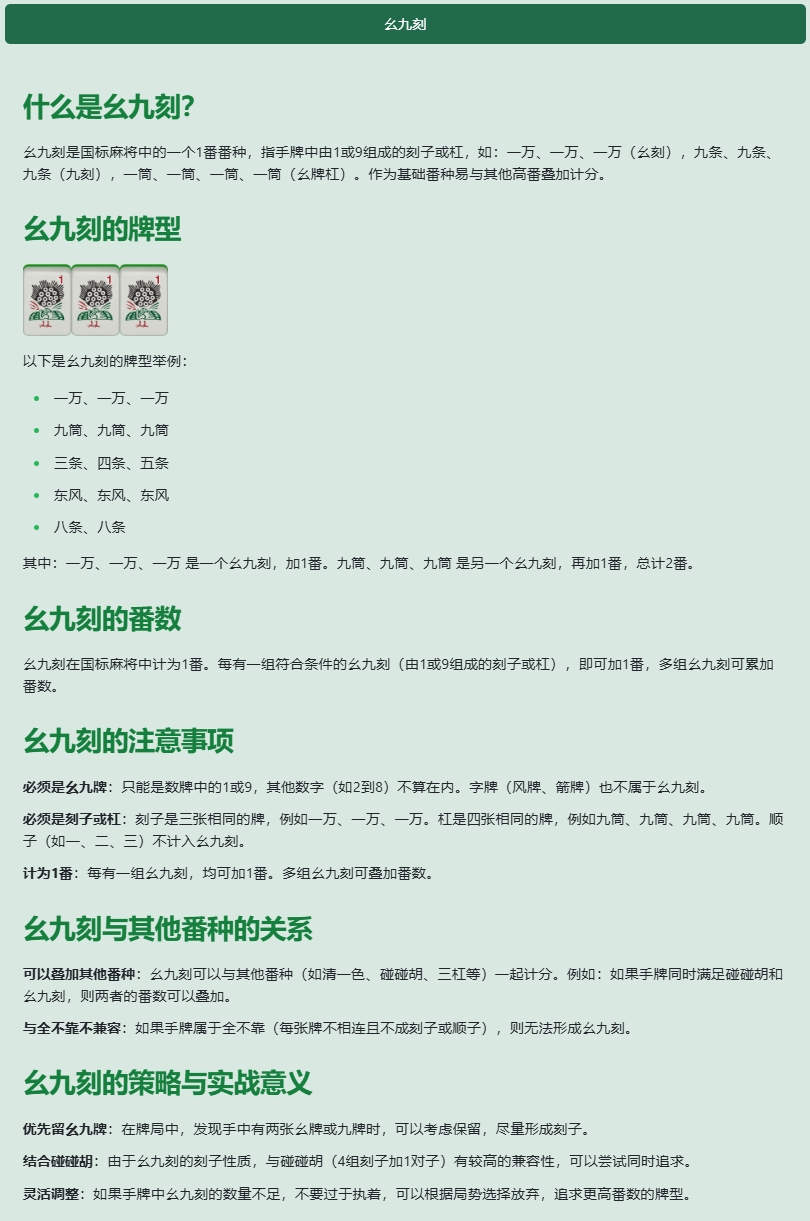 幺九刻
什么是幺九刻？
幺九刻是国标麻将中的一个1番番种，指手牌中由1或9组成的刻子或杠，如：一万、一万、一万（幺刻），九条、九条、
九条（九刻），一筒、一筒、一筒、一筒（幺牌杠）。作为基础番种易与其他高番叠加计分。
幺九刻的牌型
1 1 1
以下是幺九刻的牌型举例：
一万、一万、一万
九筒、九筒、九筒
三条、四条、五条
东风、东风、东风
八条、八条
其中：一万、一万、一万 是一个幺九刻，加1番。九筒、九筒、九筒 是另一个幺九刻，再加1番，总计2番。
幺九刻的番数
幺九刻在国标麻将中计为1番。每有一组符合条件的幺九刻（由1或9组成的刻子或杠），即可加1番，多组幺九刻可累加
番数。
幺九刻的注意事项
必须是幺九牌：只能是数牌中的1或9，其他数字（如2到8）不算在内。字牌（风牌、箭牌）也不属于幺九刻。
必须是刻子或杠：刻子是三张相同的牌，例如一万、一万、一万。杠是四张相同的牌，例如九筒、九筒、九筒、九筒。顺
子（如一、二、三）不计入幺九刻。
计为1番：每有一组幺九刻，均可加1番。多组幺九刻可叠加番数。
幺九刻与其他番种的关系
可以叠加其他番种：幺九刻可以与其他番种（如清一色、碰碰胡、三杠等）一起计分。例如：如果手牌同时满足碰碰胡和
幺九刻，则两者的番数可以叠加。
与全不靠不兼容：如果手牌属于全不靠（每张牌不相连且不成刻子或顺子），则无法形成幺九刻。
幺九刻的策略与实战意义
优先留幺九牌：在牌局中，发现手中有两张幺牌或九牌时，可以考虑保留，尽量形成刻子。
结合碰碰胡：由于幺九刻的刻子性质，与碰碰胡（4组刻子加1对子）有较高的兼容性，可以尝试同时追求。
灵活调整：如果手牌中幺九刻的数量不足，不要过于执着，可以根据局势选择放弃，追求更高番数的牌型。